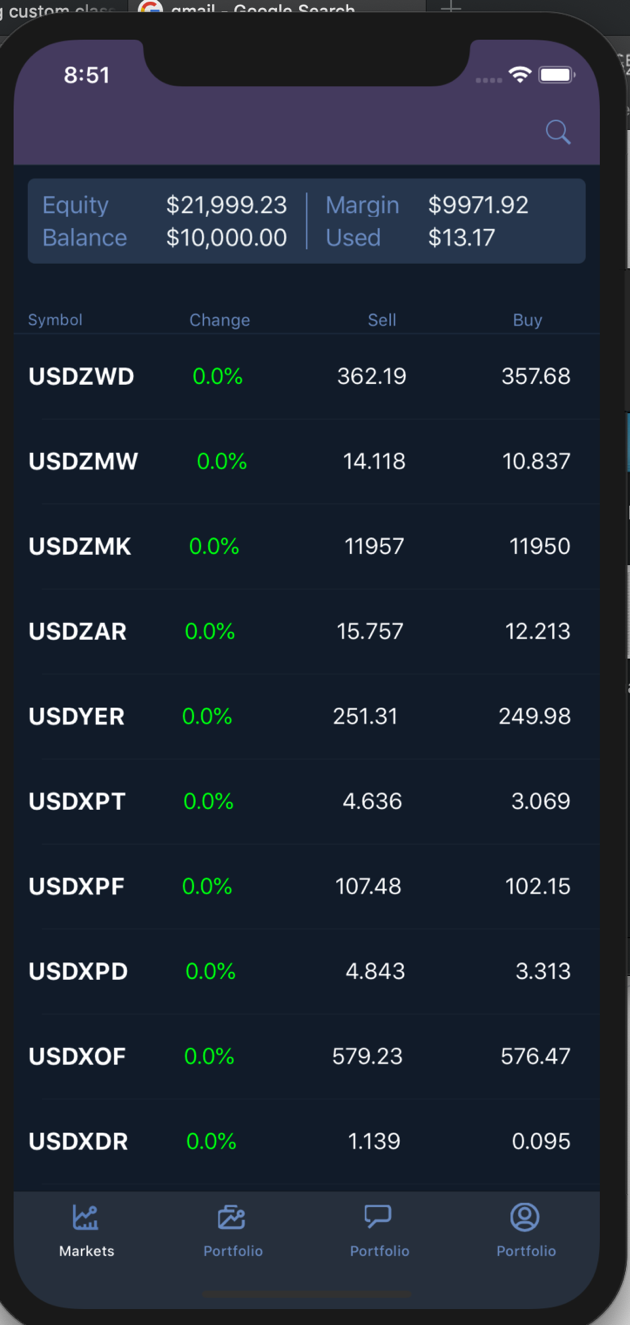 g custom clas
gmail - Google Search
8:51
Equity $21,999.23 Margin $9971.92
Balance $10,000.00 Used $13.17
Symbol Change Sell Buy
USDZWD 0.0% 362.19 357.68
USDZMW 0.0% 14.118 10.837
USDZMK 0.0% 11957 11950
USDZAR 0.0% 15.757 12.213
USDYER 0.0% 251.31 249.98
USDXPT 0.0% 4.636 3.069
USDXPF 0.0% 107.48 102.15
USDXPD 0.0% 4.843 3.313
USDXOF 0.0% 579.23 576.47
USDXDR 0.0% 1.139 0.095
Markets Portfolio Portfolio Portfolio